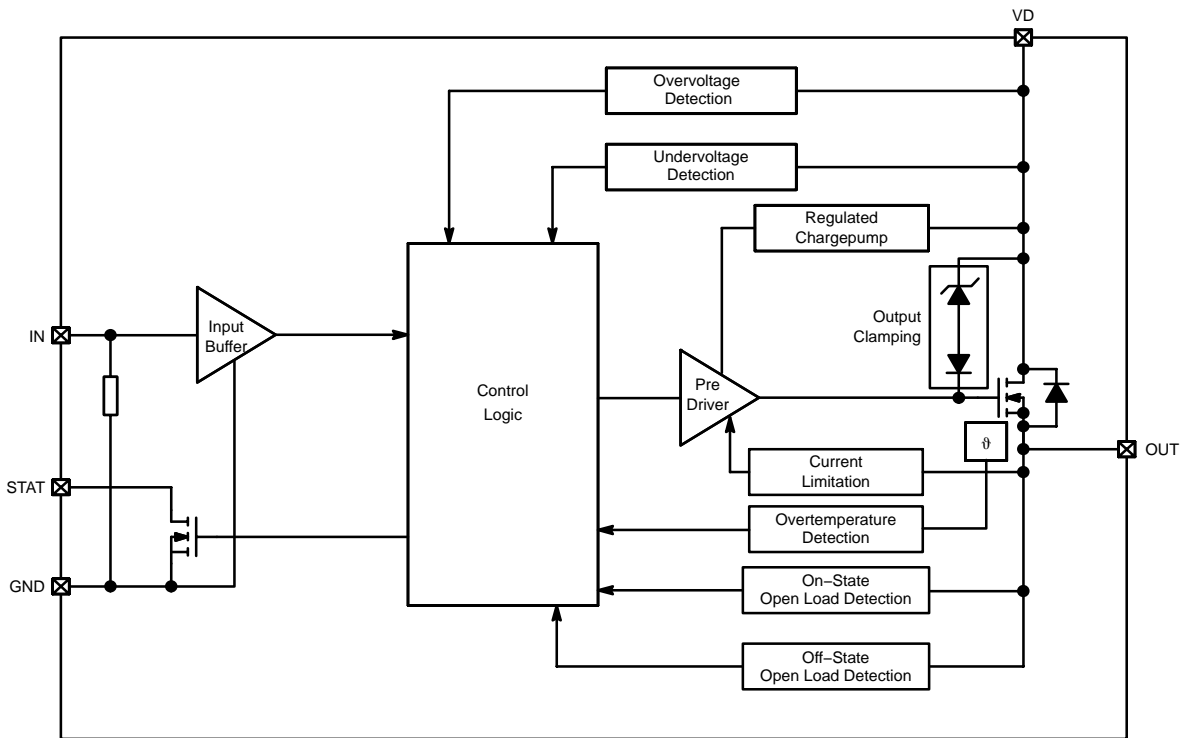 VD
Overvoltage
Detection
Undervoltage
Detection
Regulated
Chargepump
Output
Clamping
IN
Input
Buffer
Control
Logic
Pre
Driver
ϑ
OUT
Current
Limitation
STAT
Overtemperature
Detection
GND
On−State
Open Load Detection
Off−State
Open Load Detection